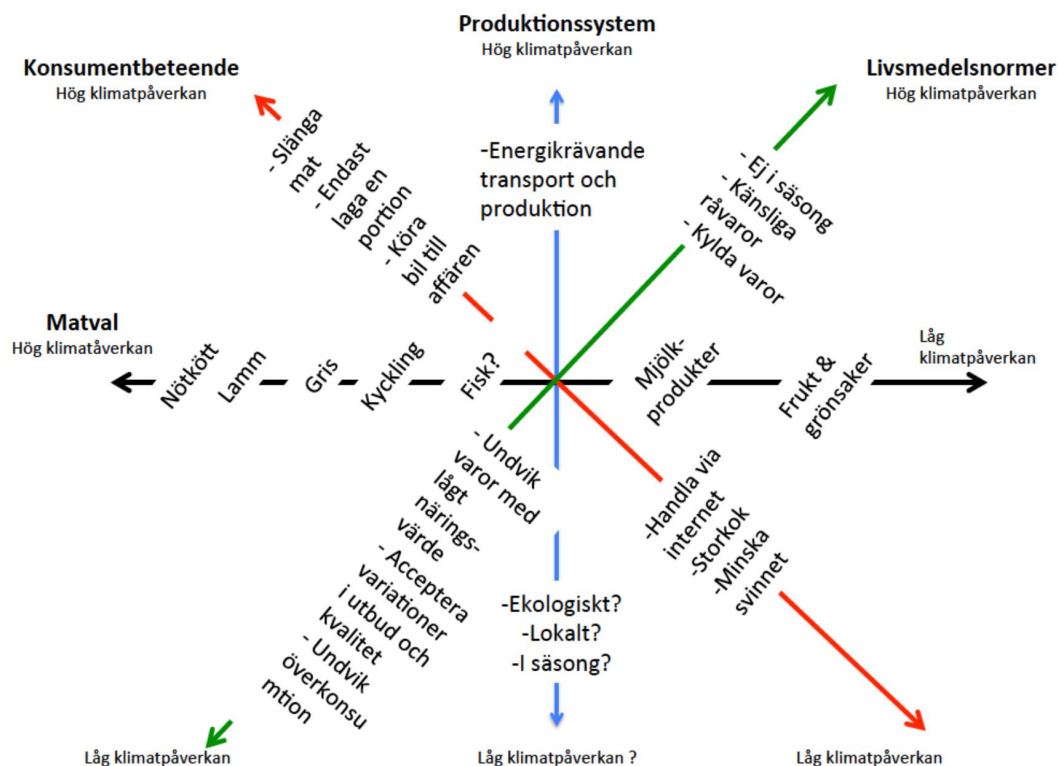 Produktionssystem
Hög klimatpåverkan
Konsumentbeteende
Hög klimatpåverkan
Livsmedelsnormer
Hög klimatpåverkan
- Slänga
mat
- Endast
laga en
portion
- Köra
bil till
affären
-Energikrävande
transport och
produktion
- Ej i säsong
- Känsliga
råvaror
- Kylda varor
Matval
Hög klimatåverkan
Nötkött
Lamm
Gris
Kyckling
Fisk?
Mjölk-
produkter
Frukt &
grönsaker
Låg
klimatpåverkan
- Undvik
varor med
lågt
närings-
värde
- Acceptera
variationer
i utbud och
kvalitet
- Undvik
överkonsu
mtion
-Ekologiskt?
-Lokalt?
-I säsong?
-Handla via
internet
-Storkok
-Minska
svinnet
Låg klimatpåverkan
Låg klimatpåverkan ?
Låg klimatpåverkan